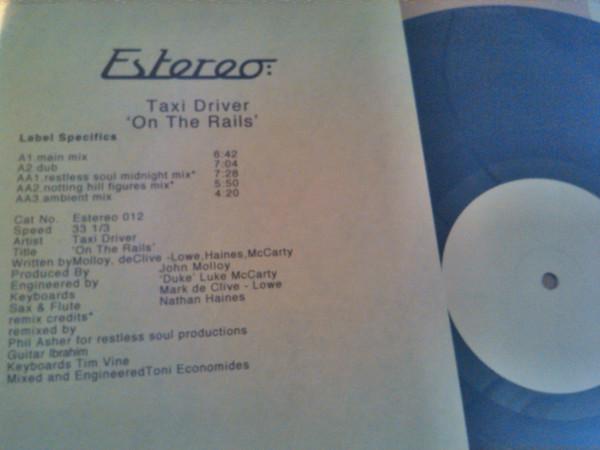 Estereo:
Taxi Driver
'On The Rails'
Label Specifics
A1.main mix 6:42
A2.dub 7:04
AA1.restless soul midnight mix* 7:28
AA2.notting hill figures mix* 5:50
AA3.ambient mix 4.20
Cat No. Estereo 012
Speed 33 1/3
Artist Taxi Driver
Title 'On The Rails'
Written byMolloy, deClive -Lowe,Haines,McCarty
Produced By John Molloy
Engineered by 'Duke' Luke McCarty
Keyboards Mark de Clive - Lowe
Sax & Flute Nathan Haines
remix credits*
remixed by
Phil Asher for restless soul productions
Guitar Ibrahim
Keyboards Tim Vine
Mixed and EngineeredToni Economides